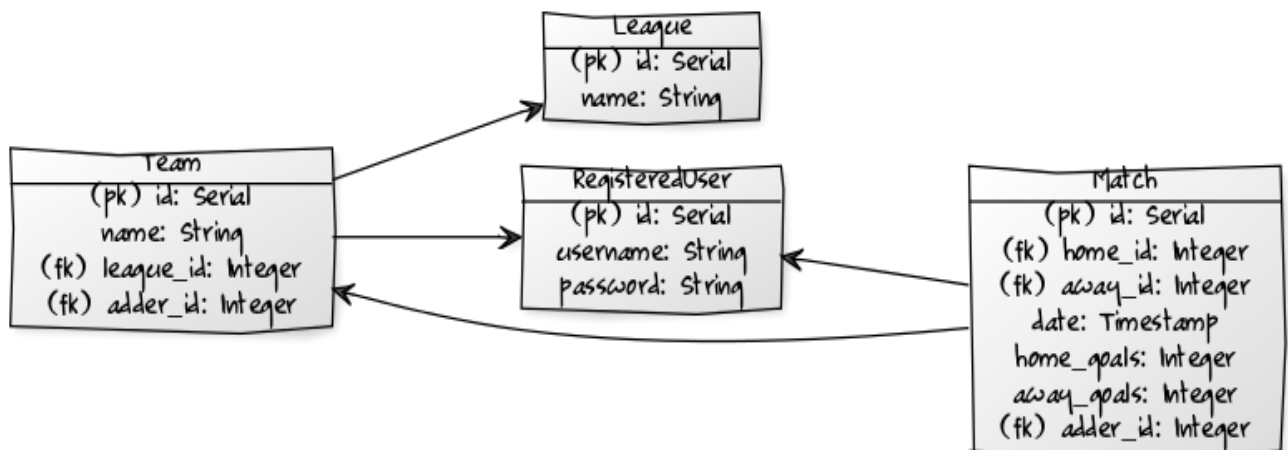 League
(pk) id: Serial
name: String
Team
(pk) id: Serial
name: String
(fk) league_id: Integer
(fk) adder_id: Integer
RegisteredUser
(pk) id: Serial
username: String
password: String
Match
(pk) id: Serial
(fk) home_id: Integer
(fk) away_id: Integer
date: Timestamp
home_goals: Integer
away_goals: Integer
(fk) adder_id: Integer